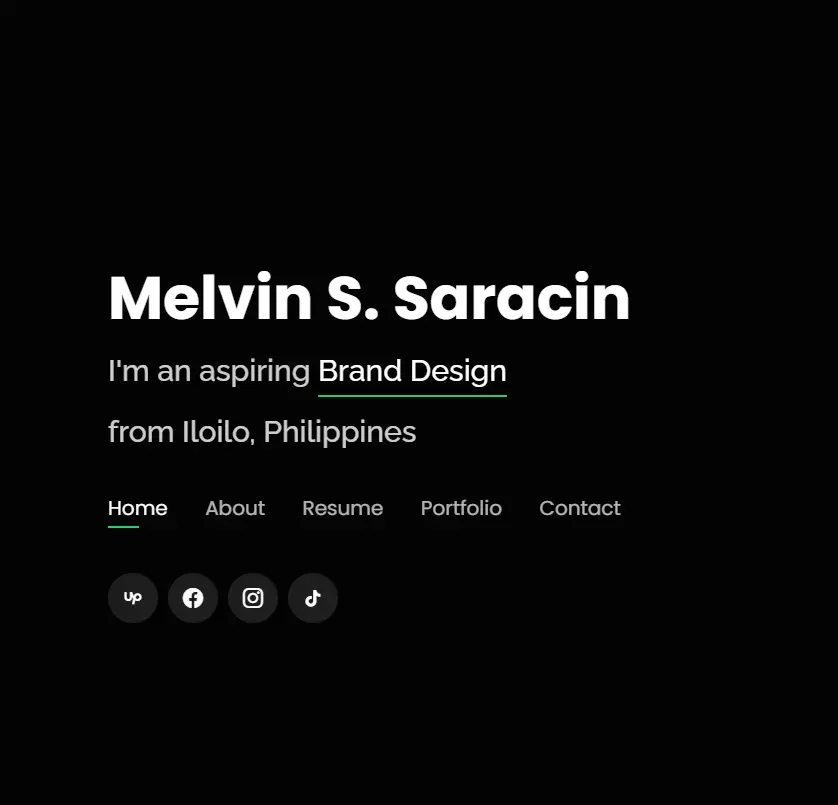 Melvin S. Saracin
I'm an aspiring Brand Design
from Iloilo, Philippines
Home About Resume Portfolio Contact
Up